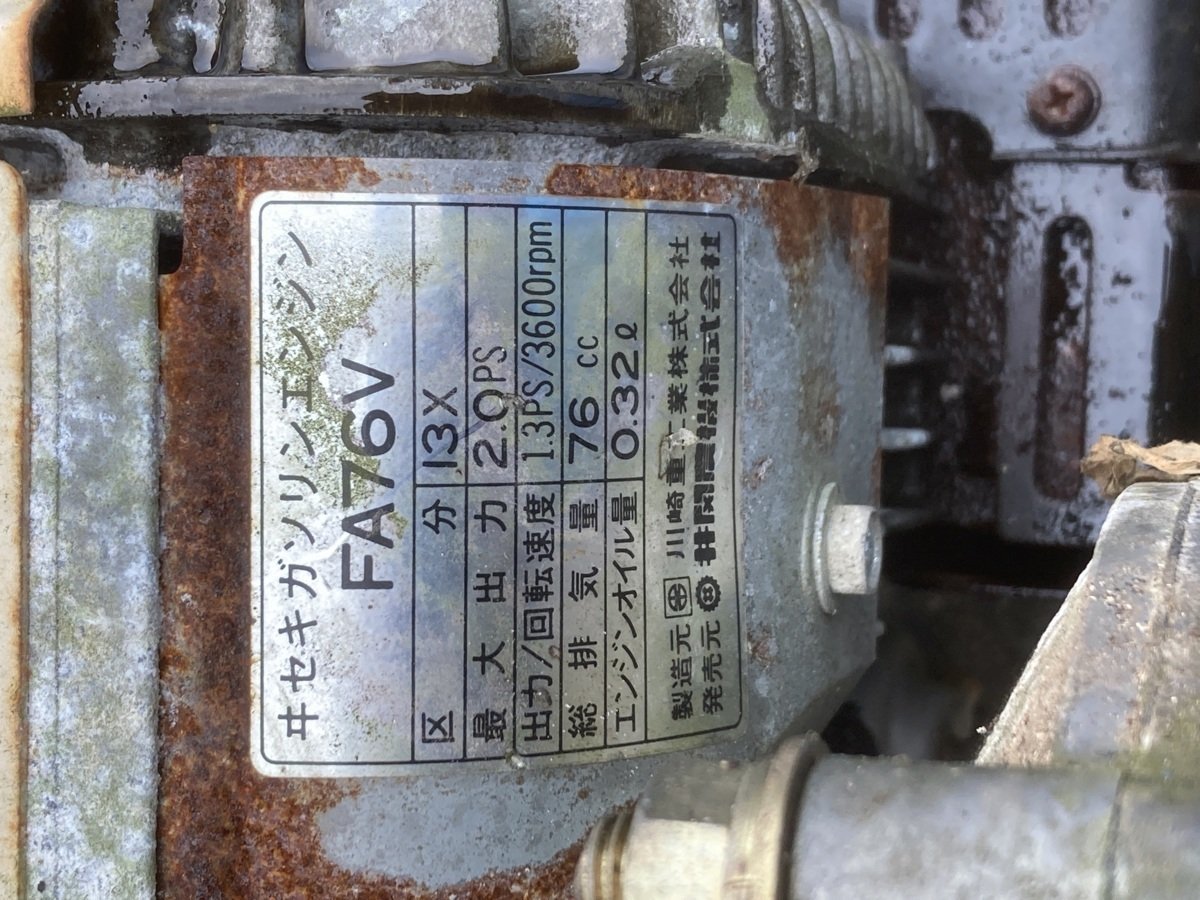 ヰセキガソリンエンジン
FA76V
区分 13X
最大出力 2.0PS
出力/回転速度 1.3PS/3600rpm
総排気量 76 CC
エンジンオイル量 0.32ℓ
製造元 川崎重工業株式会社
発売元 井関農機株式会社